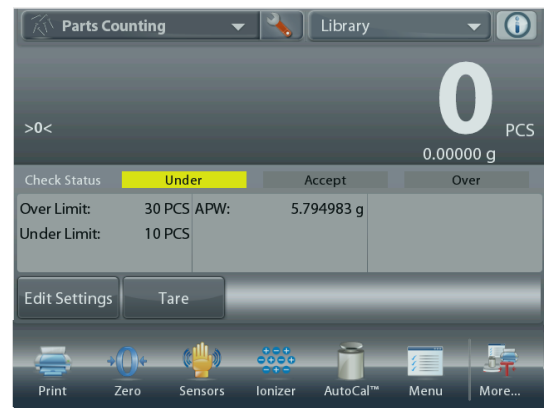 Parts Counting Library
0
>0< PCS
0.00000 g
Check Status Under Accept Over
Over Limit: 30 PCS APW: 5.794983 g
Under Limit: 10 PCS
Edit Settings Tare
Print Zero Sensors Ionizer AutoCal™ Menu More...